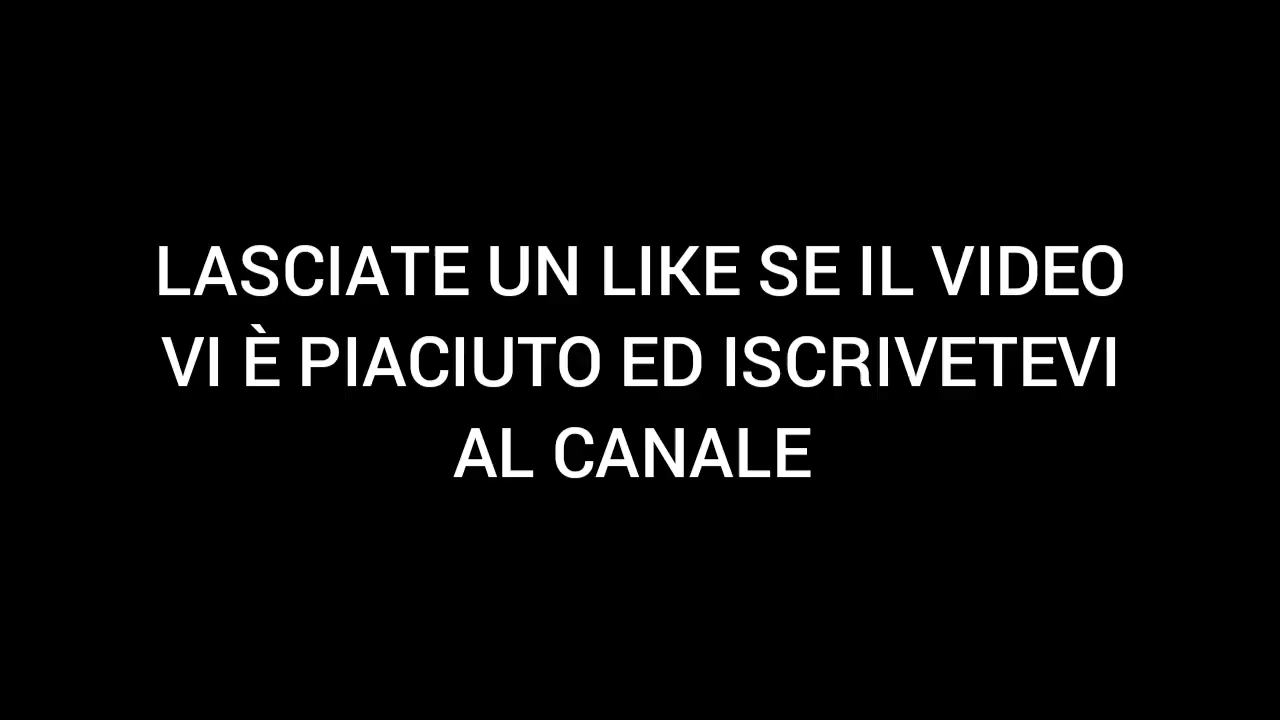 LASCIATE UN LIKE SE IL VIDEO
VI È PIACIUTO ED ISCRIVETEVI
AL CANALE